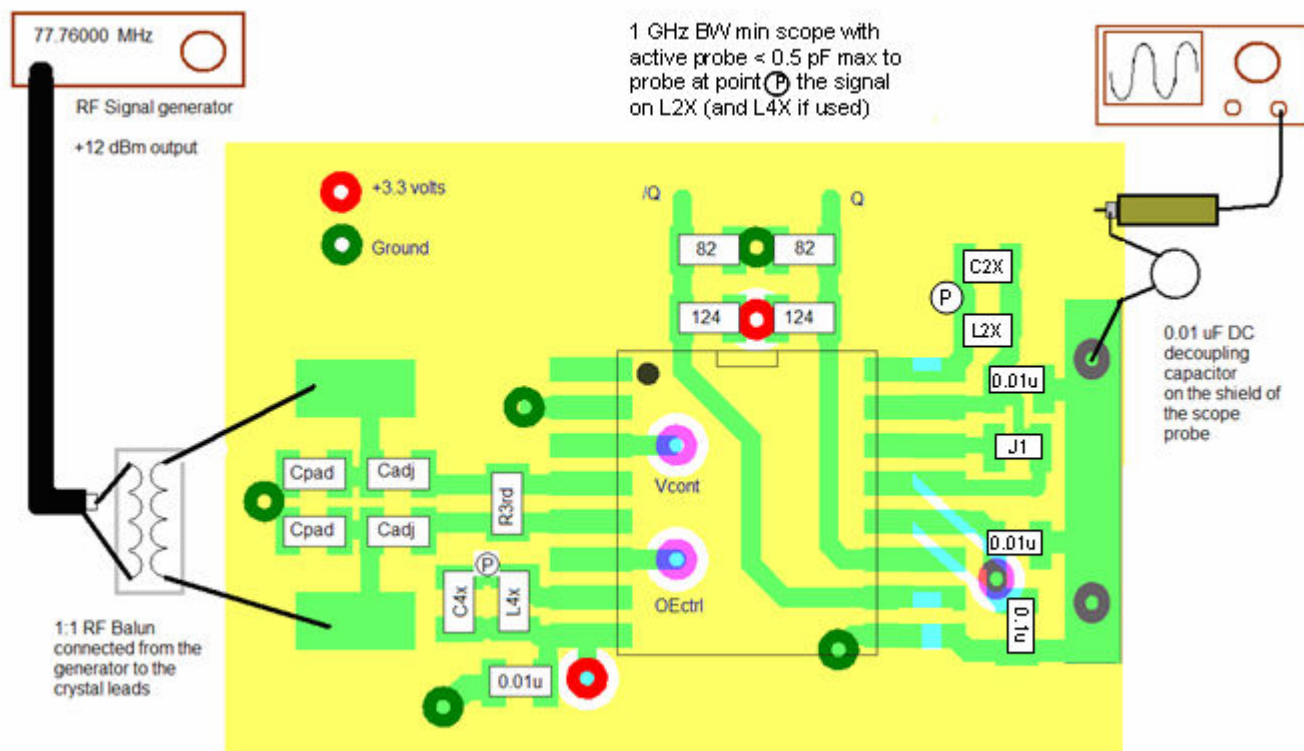 77.76000 MHz
RF Signal generator
+12 dBm output
1 GHz BW min scope with
active probe < 0.5 pF max to
probe at point P the signal
on L2X (and L4X if used)
+3.3 volts
Ground
/Q
Q
82
82
124
124
C2X
P
L2X
0.01u
J1
0.01 uF DC
decoupling
capacitor
on the shield of
the scope
probe
Cpad
Cadj
R3rd
Cpad
Cadj
Vcont
OEctrl
0.01u
0.1u
P
C4x
L4x
0.01u
1:1 RF Balun
connected from the
generator to the
crystal leads